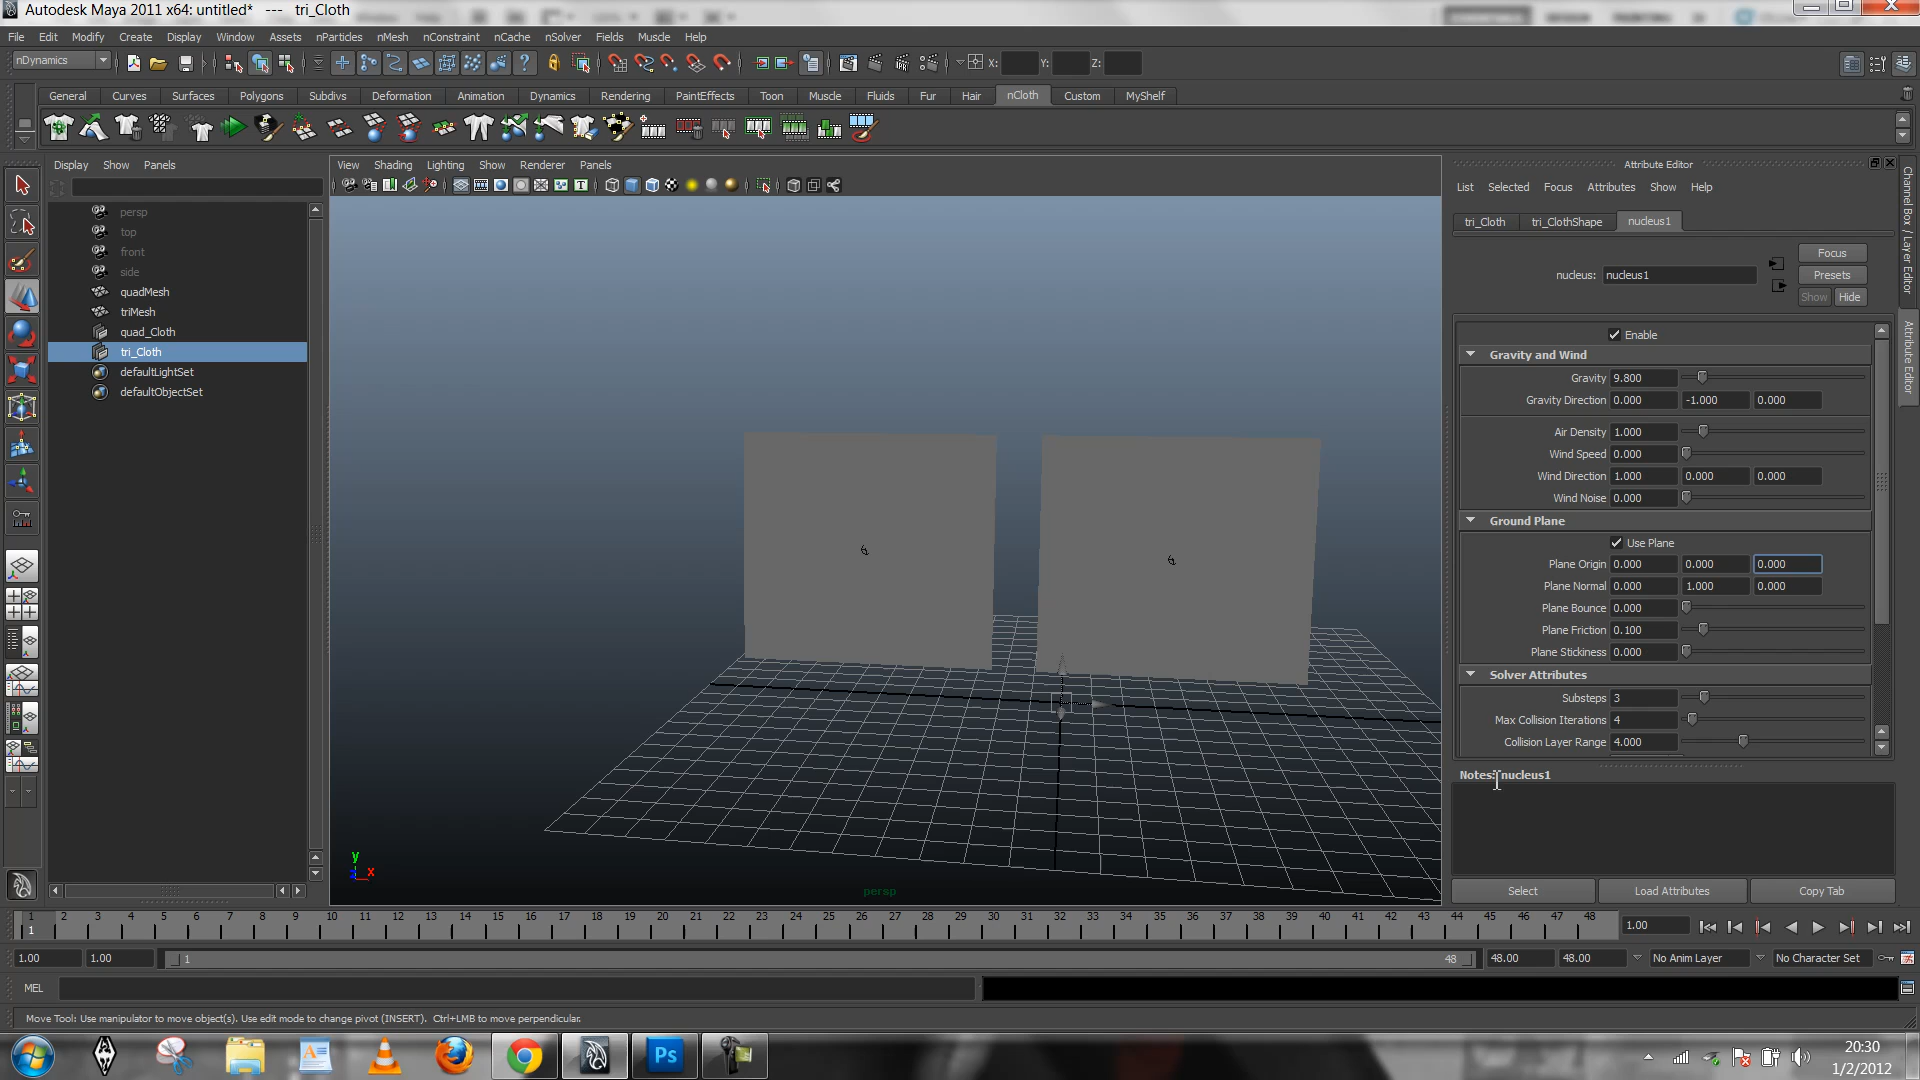 Autodesk Maya 2011 x64: untitled* --- tri_Cloth
File Edit Modify Create Display Window Assets nParticles nMesh nConstraint nCache nSolver Fields Muscle Help
nDynamics X: Y: Z:
General Curves Surfaces Polygons Subdivs Deformation Animation Dynamics Rendering PaintEffects Toon Muscle Fluids Fur Hair nCloth Custom MyShelf
Display Show Panels
persp
top
front
side
quadMesh
triMesh
quad_Cloth
tri_Cloth
defaultLightSet
defaultObjectSet
View Shading Lighting Show Renderer Panels
y
z x
persp
Attribute Editor
List Selected Focus Attributes Show Help
tri_Cloth tri_ClothShape nucleus1
nucleus: nucleus1
Focus
Presets
Show Hide
Enable
Gravity and Wind
Gravity 9.800
Gravity Direction 0.000 -1.000 0.000
Air Density 1.000
Wind Speed 0.000
Wind Direction 1.000 0.000 0.000
Wind Noise 0.000
Ground Plane
Use Plane
Plane Origin 0.000 0.000 0.000
Plane Normal 0.000 1.000 0.000
Plane Bounce 0.000
Plane Friction 0.100
Plane Stickiness 0.000
Solver Attributes
Substeps 3
Max Collision Iterations 4
Collision Layer Range 4.000
Notes: nucleus1
Select Load Attributes Copy Tab
Channel Box / Layer Editor
Attribute Editor
1 2 3 4 5 6 7 8 9 10 11 12 13 14 15 16 17 18 19 20 21 22 23 24 25 26 27 28 29 30 31 32 33 34 35 36 37 38 39 40 41 42 43 44 45 46 47 48
1 1.00
1.00 1.00 1 48 48.00 48.00 No Anim Layer No Character Set
MEL
Move Tool: Use manipulator to move object(s). Use edit mode to change pivot (INSERT). Ctrl+LMB to move perpendicular.
Ps
20:30
1/2/2012